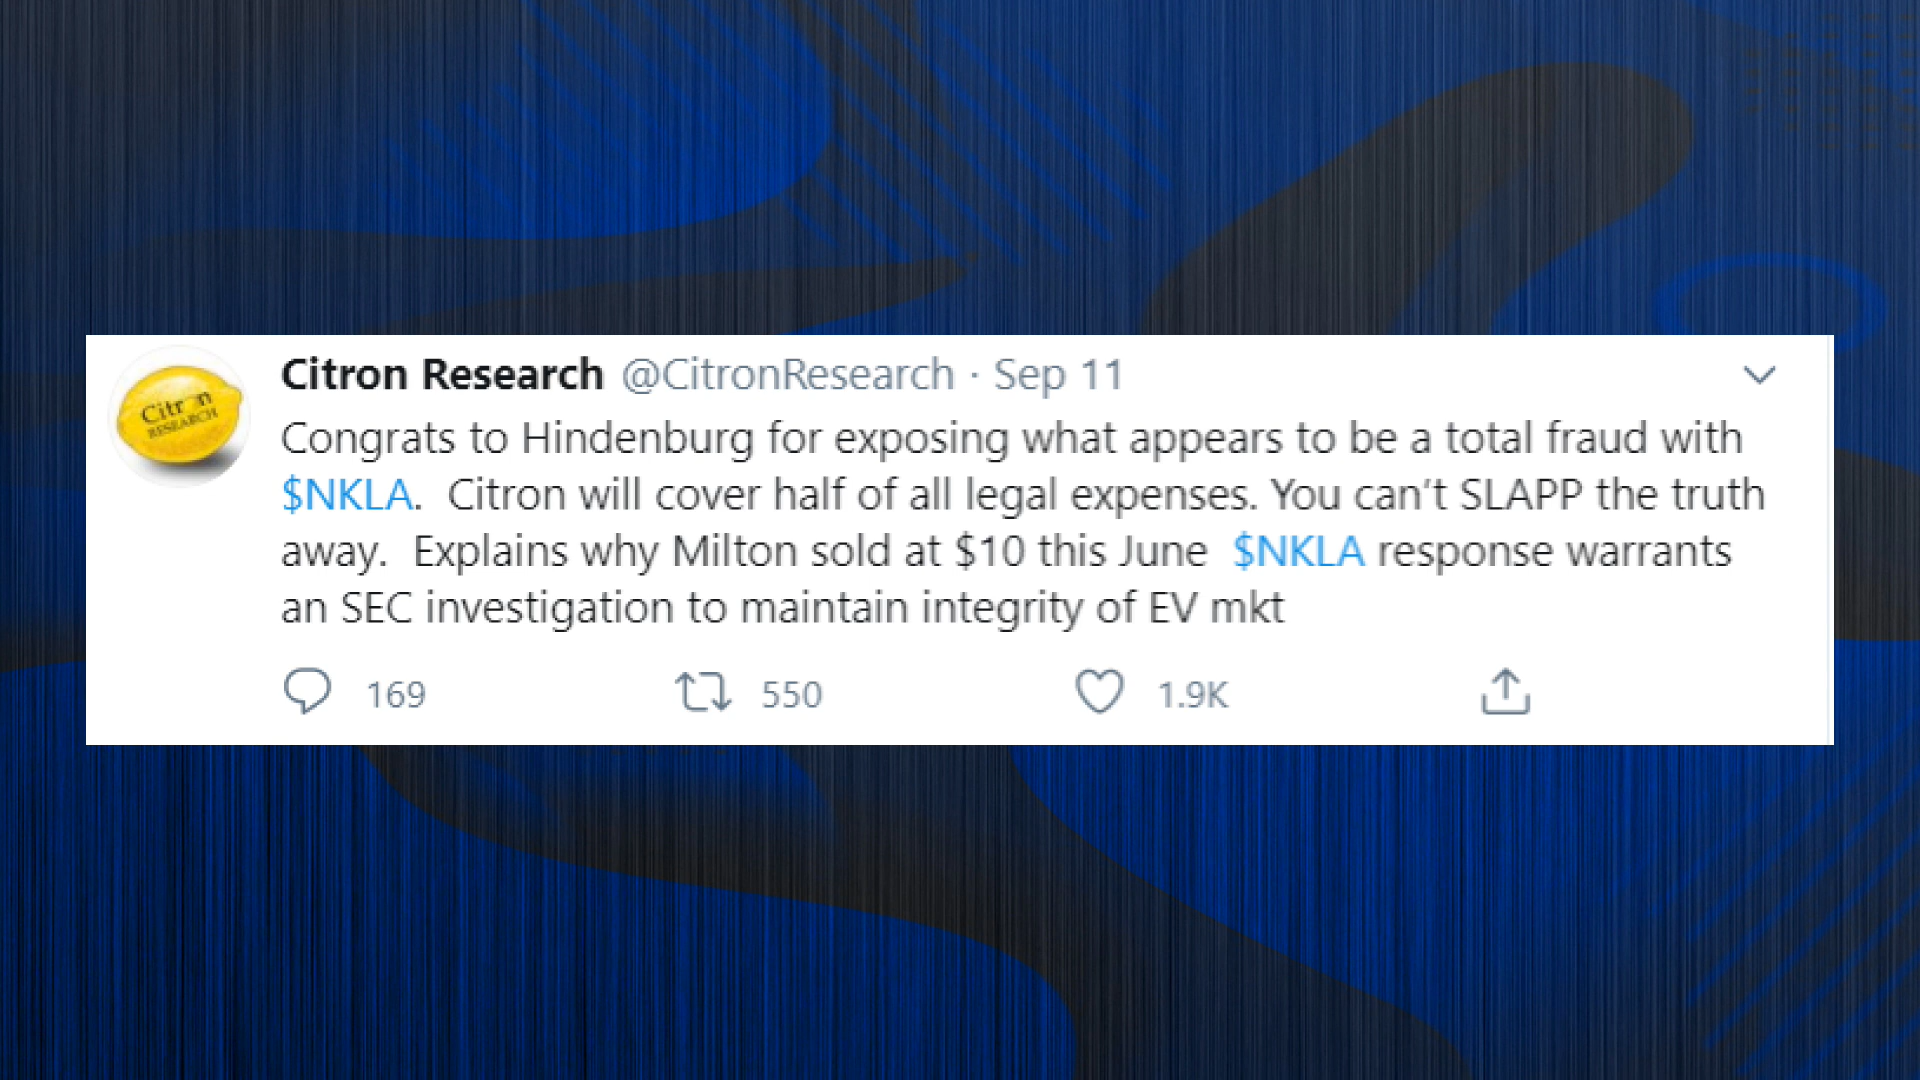 Citron Research @CitronResearch · Sep 11
Citron
RESEARCH
Congrats to Hindenburg for exposing what appears to be a total fraud with
$NKLA.  Citron will cover half of all legal expenses. You can't SLAPP the truth
away.  Explains why Milton sold at $10 this June  $NKLA response warrants
an SEC investigation to maintain integrity of EV mkt
169 550 1.9K